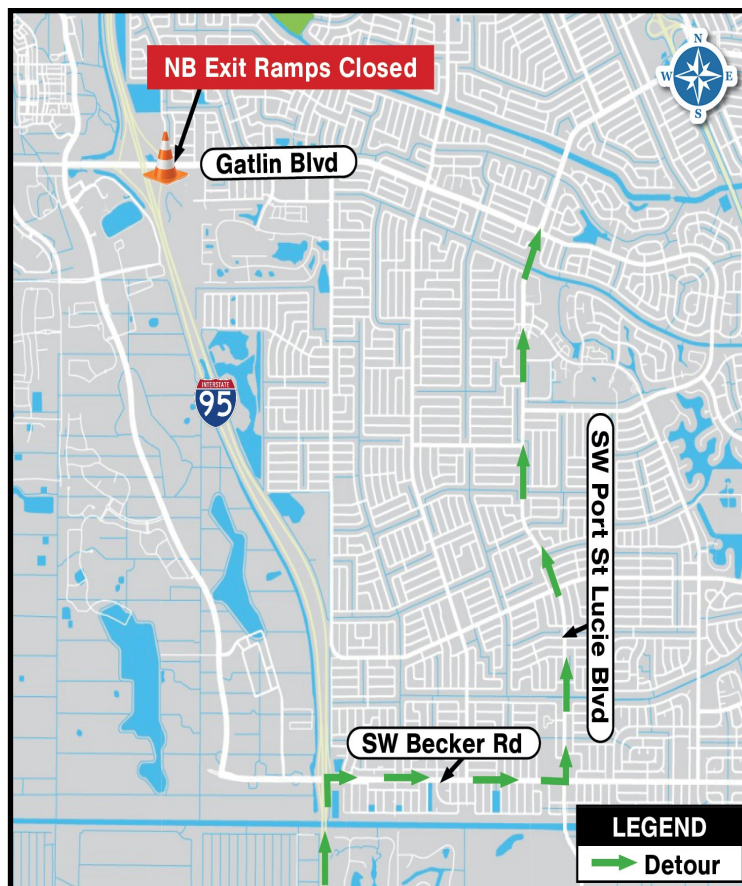 NB Exit Ramps Closed
N
W E
S
Gatlin Blvd
INTERSTATE
95
SW Port St Lucie Blvd
SW Becker Rd
LEGEND
Detour